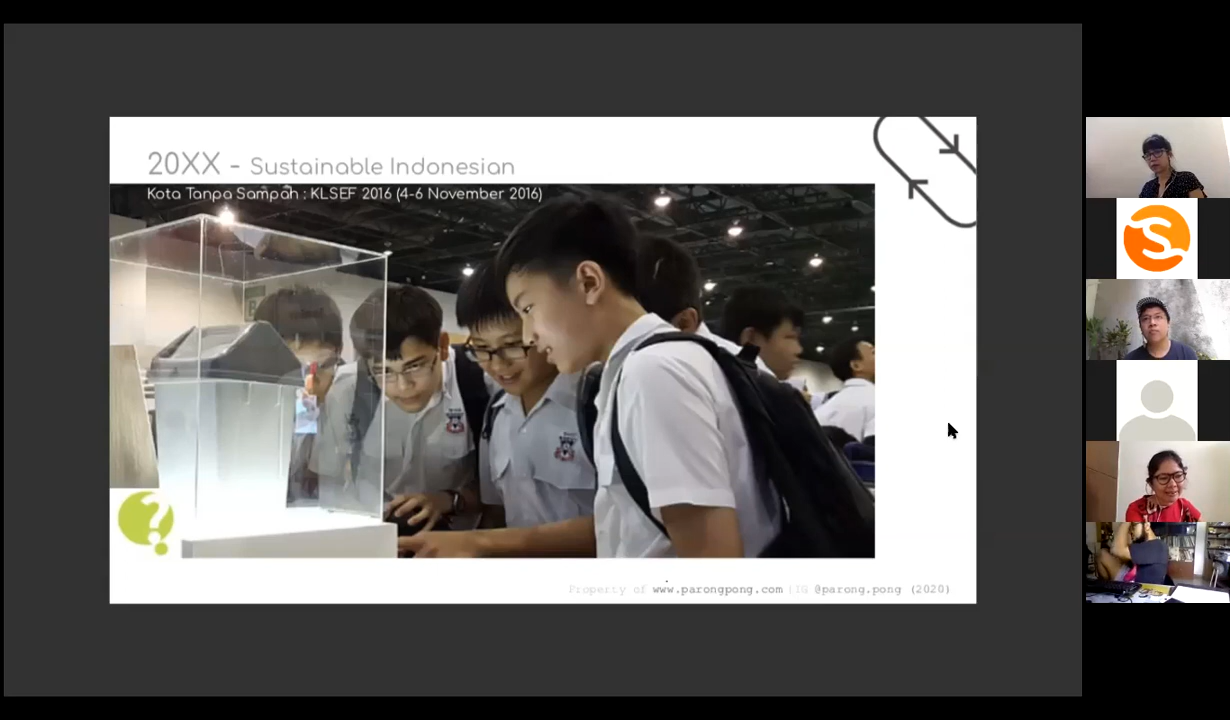 20XX - Sustainable Indonesian
Kota Tanpa Sampah : KLSEF 2016 (4-6 November 2016)
?
Property of www.parongpong.com | IG @parong.pong (2020)